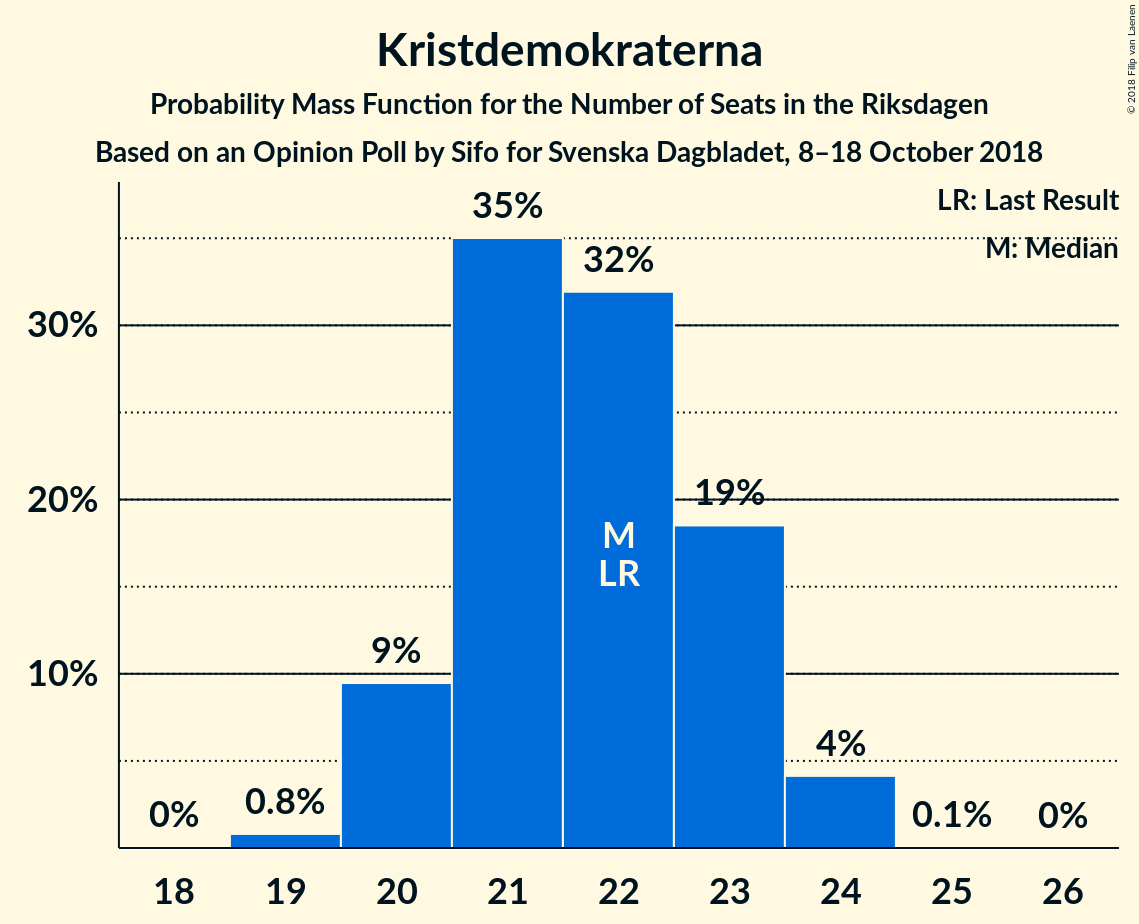 Kristdemokraterna
Probability Mass Function for the Number of Seats in the Riksdagen
Based on an Opinion Poll by Sifo for Svenska Dagbladet, 8–18 October 2018
© 2018 Filip van Laenen
LR: Last Result
M: Median
35%
32%
30%
20%
19%
M
LR
10%
9%
4%
0%
0.8%
0.1%
0%
18 19 20 21 22 23 24 25 26